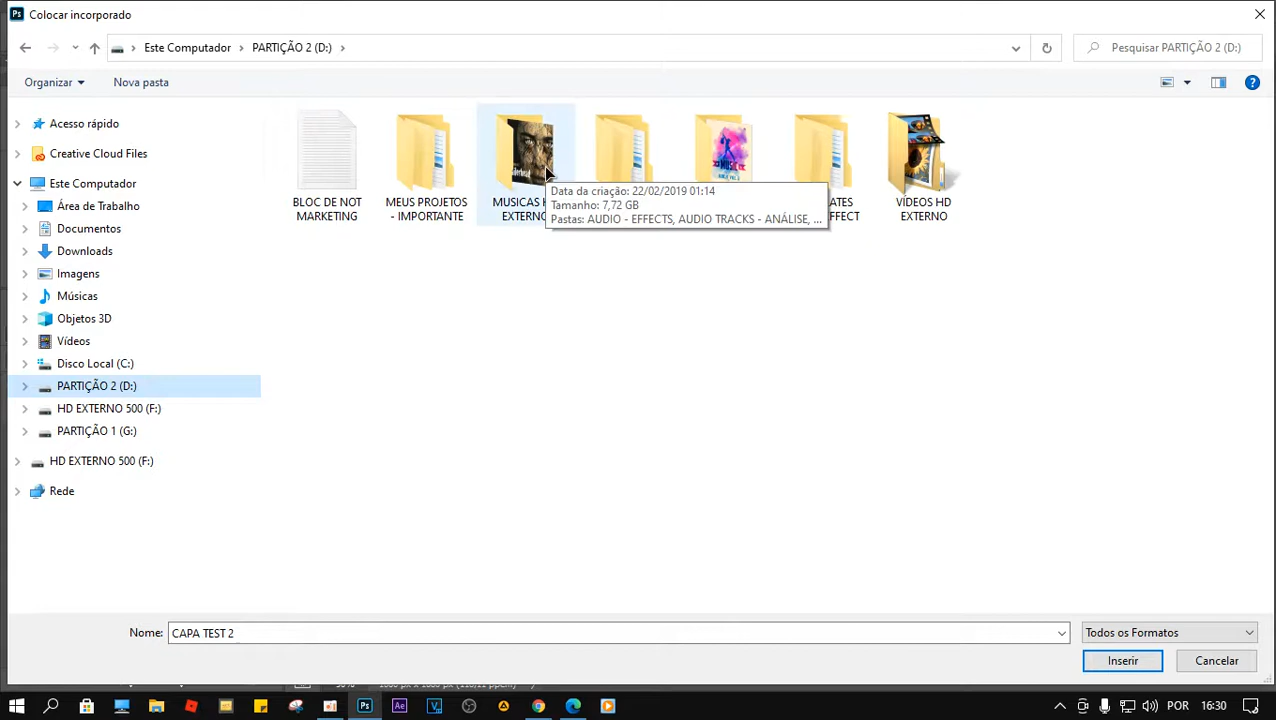 Colocar incorporado
Este Computador
PARTIÇÃO 2 (D:)
Pesquisar PARTIÇÃO 2 (D:)
Organizar
Nova pasta
Acesso rápido
Creative Cloud Files
Este Computador
Área de Trabalho
Documentos
Downloads
Imagens
Músicas
Objetos 3D
Vídeos
Disco Local (C:)
PARTIÇÃO 2 (D:)
HD EXTERNO 500 (F:)
PARTIÇÃO 1 (G:)
HD EXTERNO 500 (F:)
Rede
BLOC DE NOT
MARKETING
MEUS PROJETOS
- IMPORTANTE
MUSICAS
EXTERNO
VÍDEOS HD
EXTERNO
Data da criação: 22/02/2019 01:14
Tamanho: 7,72 GB
Pastas: AUDIO - EFFECTS, AUDIO TRACKS - ANÁLISE, ...
Nome:
CAPA TEST 2
Todos os Formatos
Inserir
Cancelar
POR
16:30